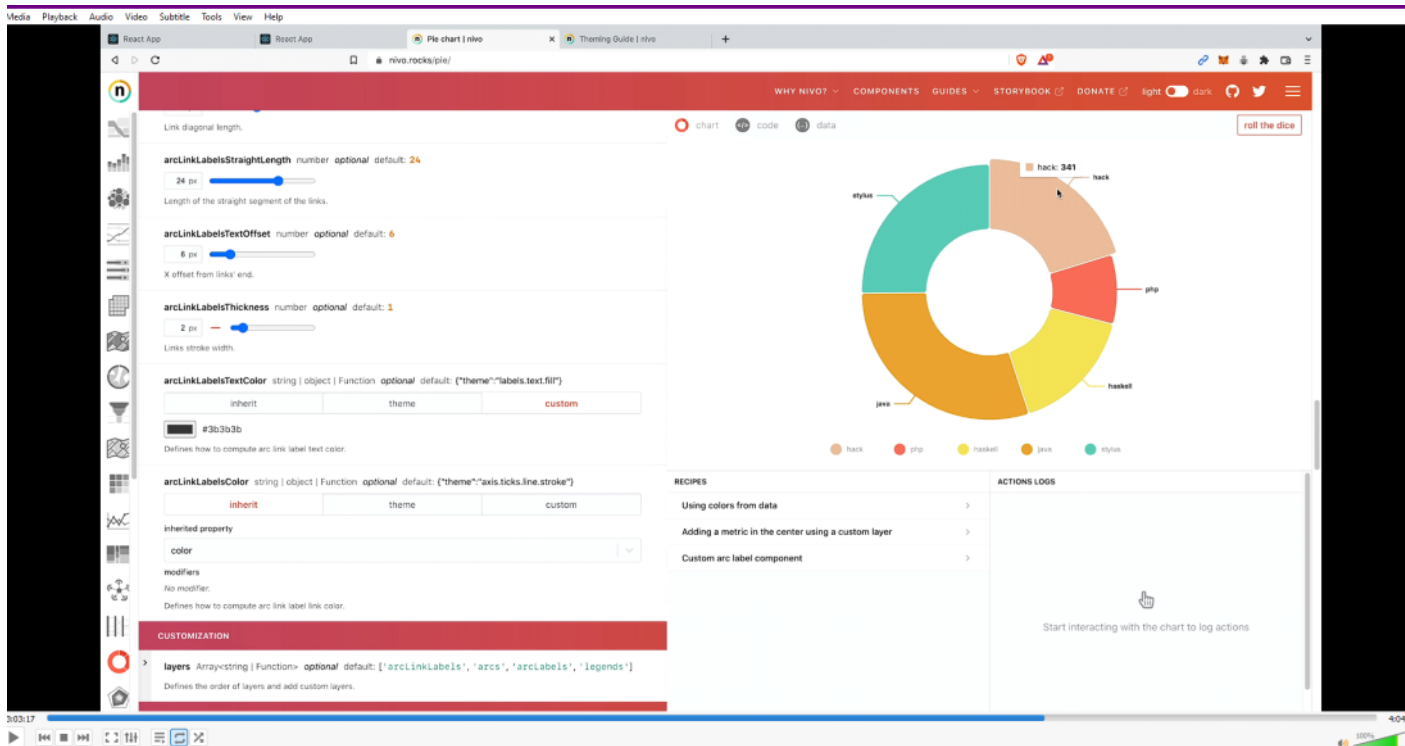 Media Playback Audio Video Subtitle Tools View Help
React App
React App
Pie chart | nivo
Theming Guide | nivo
nivo.rocks/pie/
n
WHY NIVO? COMPONENTS GUIDES STORYBOOK DONATE light dark
Link diagonal length.
arcLinkLabelsStraightLength number optional default: 24
24 px
Length of the straight segment of the links.
arcLinkLabelsTextOffset number optional default: 6
6 px
X offset from links' end.
arcLinkLabelsThickness number optional default: 1
2 px
Links stroke width.
arcLinkLabelsTextColor string | object | Function optional default: {"theme":"labels.text.fill"}
inherit theme custom
#3b3b3b
Defines how to compute arc link label text color.
arcLinkLabelsColor string | object | Function optional default: {"theme":"axis.ticks.line.stroke"}
inherit theme custom
inherited property
color
modifiers
No modifier.
Defines how to compute arc link label link color.
CUSTOMIZATION
layers Array<string | Function> optional default: ['arcLinkLabels', 'arcs', 'arcLabels', 'legends']
Defines the order of layers and add custom layers.
chart code data
roll the dice
hack: 341
hack
stylus
php
haskell
java
hack php haskell java stylus
RECIPES
Using colors from data
Adding a metric in the center using a custom layer
Custom arc label component
ACTIONS LOGS
Start interacting with the chart to log actions
0:03:17
4:04
100%